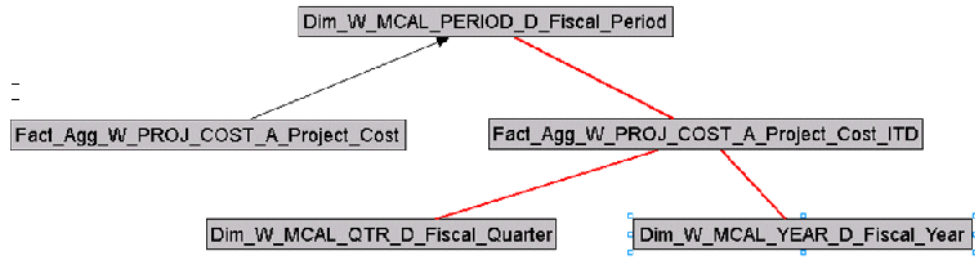 Dim_W_MCAL_PERIOD_D_Fiscal_Period
Fact_Agg_W_PROJ_COST_A_Project_Cost
Fact_Agg_W_PROJ_COST_A_Project_Cost_ITD
Dim_W_MCAL_QTR_D_Fiscal_Quarter
Dim_W_MCAL_YEAR_D_Fiscal_Year